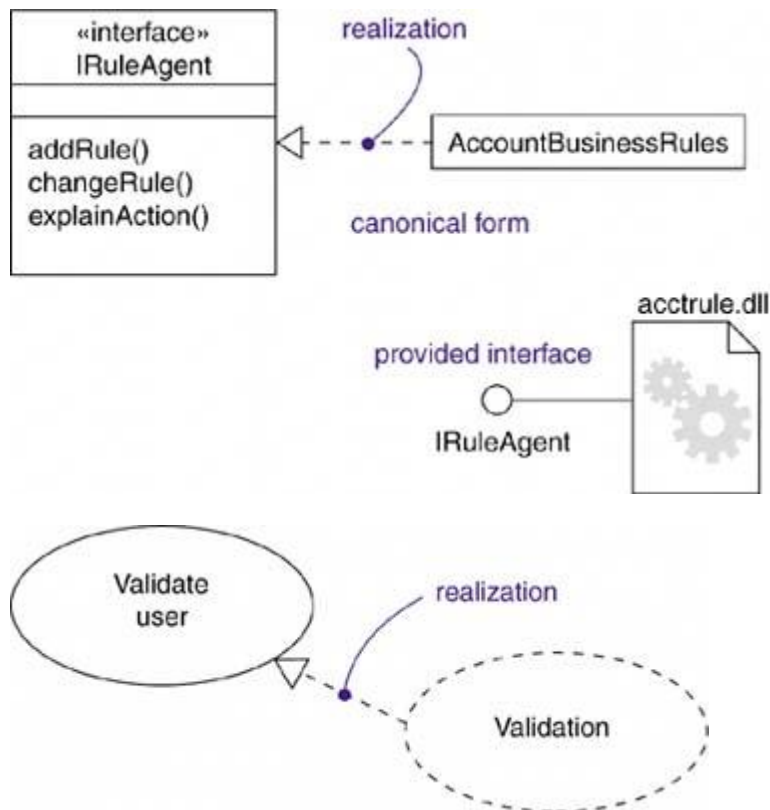 «interface»
IRuleAgent
addRule()
changeRule()
explainAction()
realization
AccountBusinessRules
canonical form
acctrule.dll
provided interface
IRuleAgent
Validate
user
realization
Validation